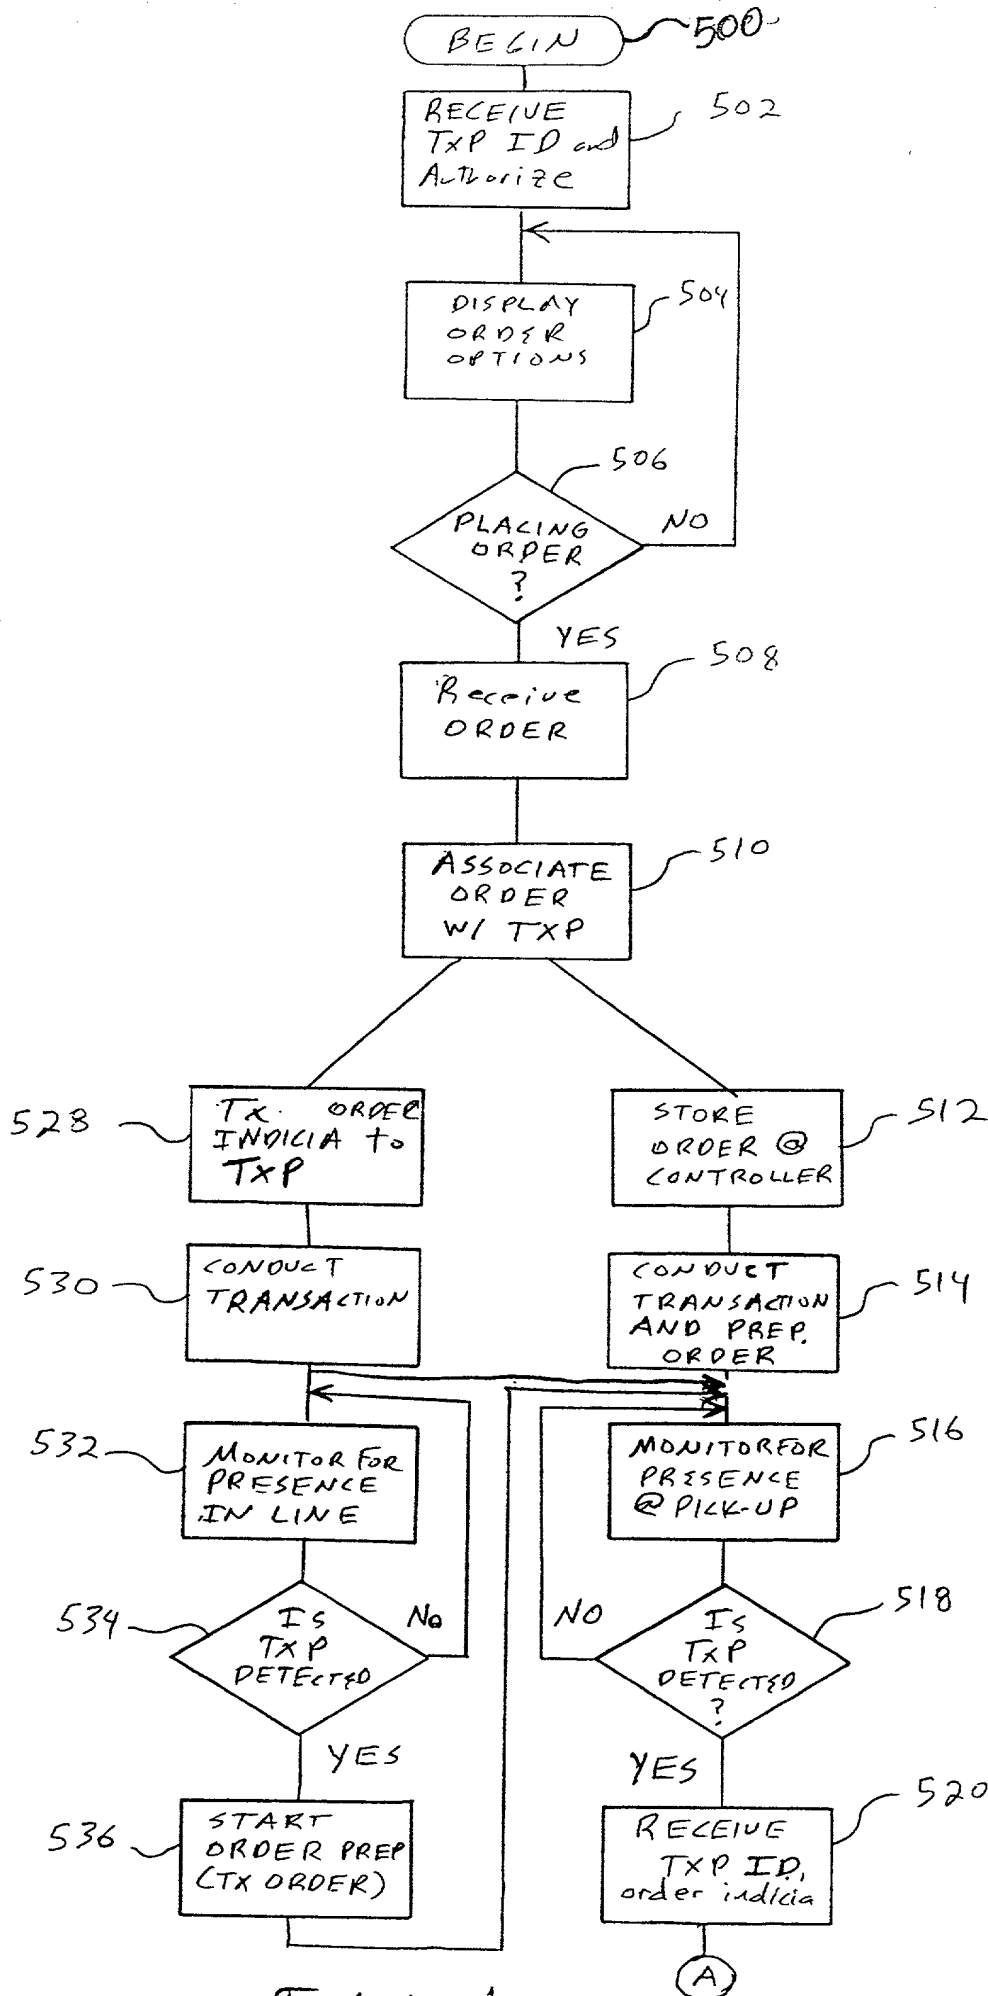 BEGIN
500
RECEIVE
TXP ID and
Authorize
502
DISPLAY
ORDER
OPTIONS
504
506
PLACING
ORDER
?
NO
YES
Receive
ORDER
508
ASSOCIATE
ORDER
W/ TXP
510
528
TX. ORDER
INDICIA to
TXP
STORE
ORDER @
CONTROLLER
512
530
CONDUCT
TRANSACTION
CONDUCT
TRANSACTION
AND PREP.
ORDER
514
532
MONITOR FOR
PRESENCE
IN LINE
MONITOR FOR
PRESENCE
@ PICK-UP
516
534
IS
TXP
DETECTED
No
NO
IS
TXP
DETECTED
?
518
YES
YES
536
START
ORDER PREP
(TX ORDER)
RECEIVE
TXP ID,
order indicia
520
A